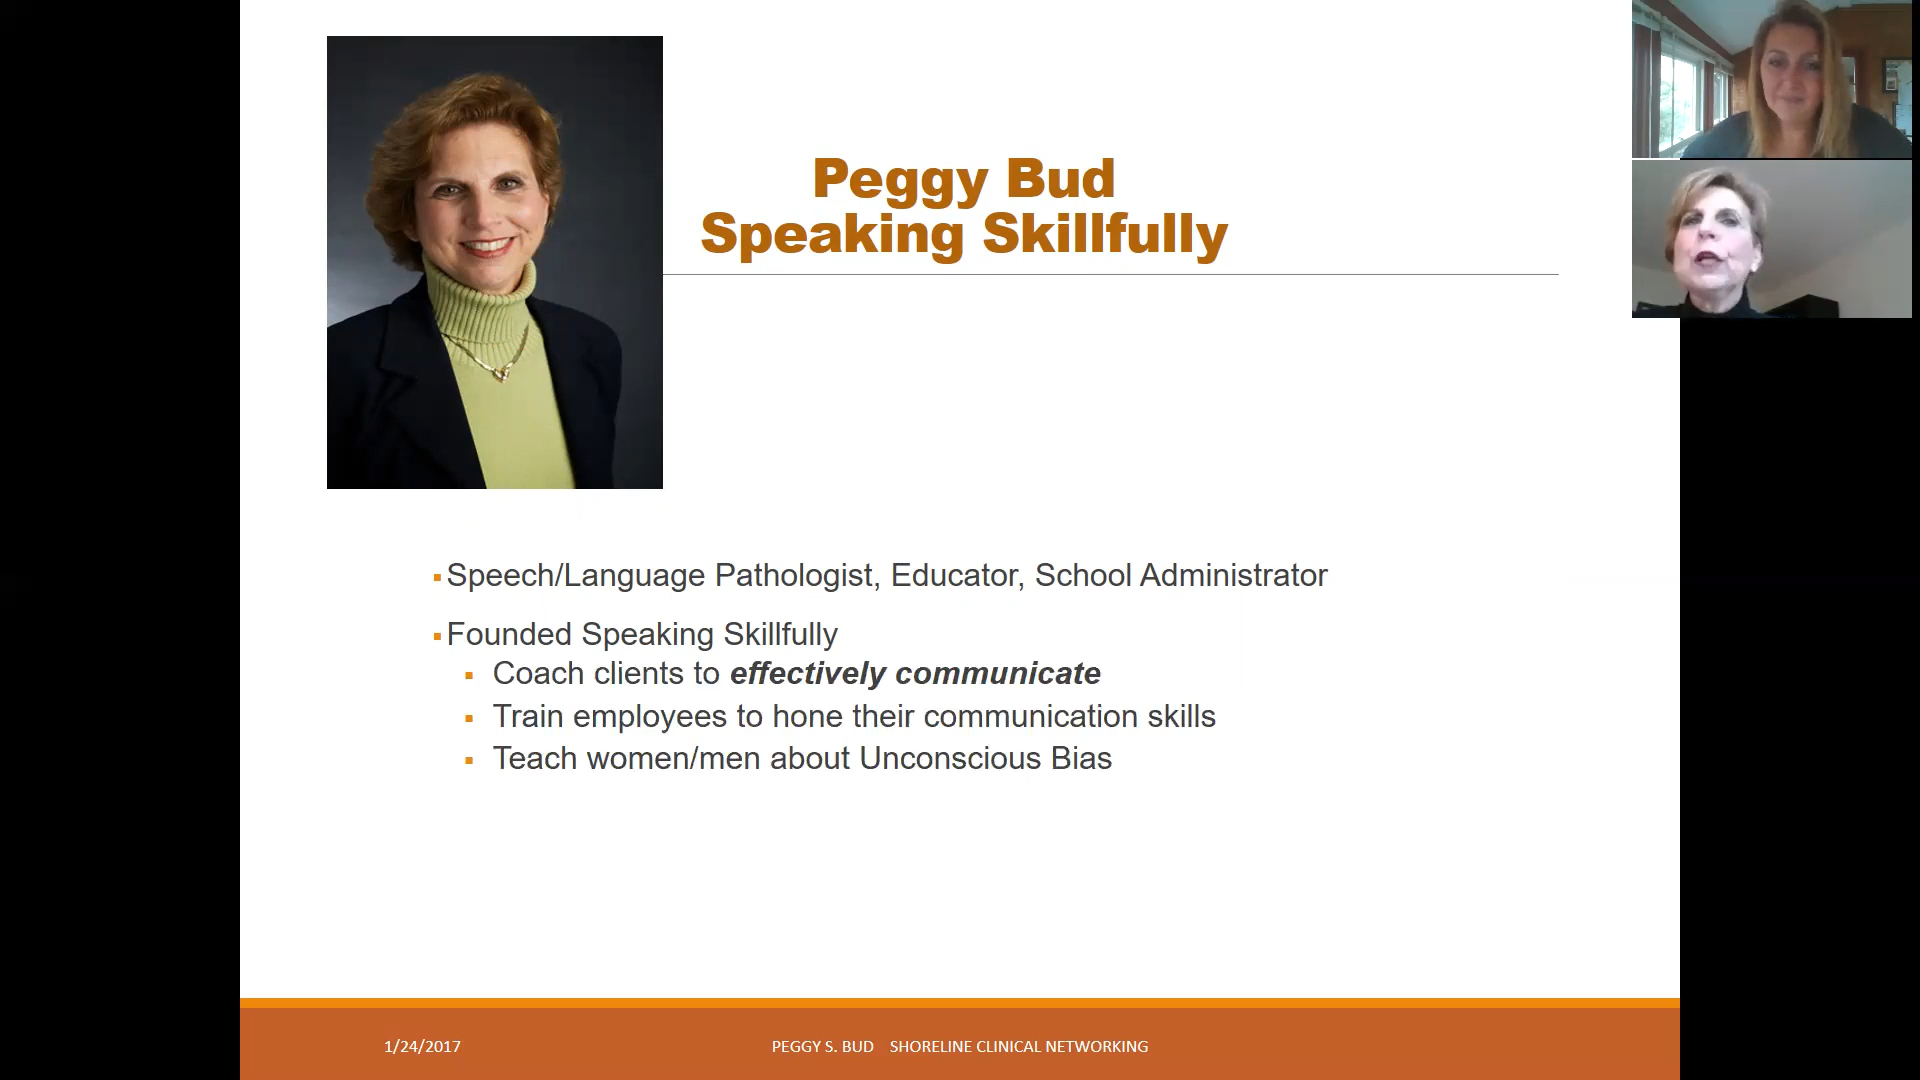 Peggy Bud
Speaking Skillfully
Speech/Language Pathologist, Educator, School Administrator
Founded Speaking Skillfully
Coach clients to effectively communicate
Train employees to hone their communication skills
Teach women/men about Unconscious Bias
1/24/2017
PEGGY S. BUD SHORELINE CLINICAL NETWORKING